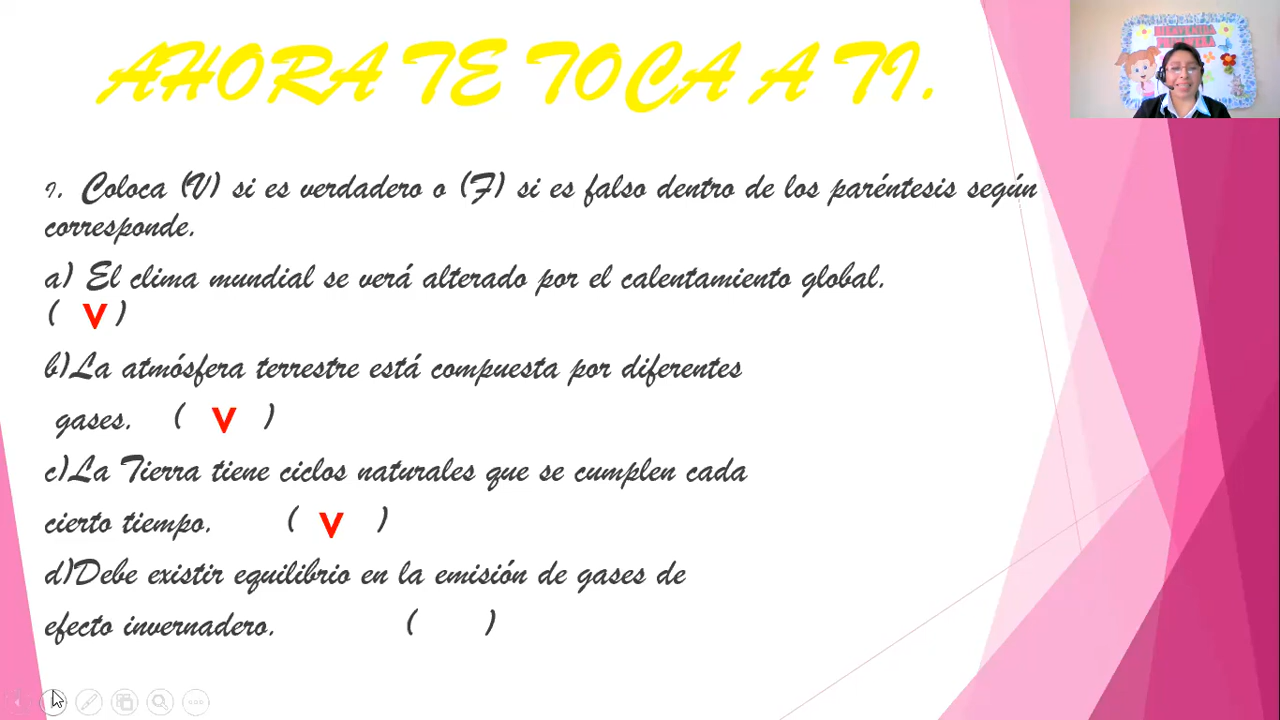 AHORA TE TOCA A TI.
BIENVENIDA
PRIMAVERA
1. Coloca (V) si es verdadero o (F) si es falso dentro de los paréntesis según
corresponde.
a) El clima mundial se verá alterado por el calentamiento global.
( V )
b)La atmósfera terrestre está compuesta por diferentes
gases. ( V )
c)La Tierra tiene ciclos naturales que se cumplen cada
cierto tiempo. ( V )
d)Debe existir equilibrio en la emisión de gases de
efecto invernadero. ( )